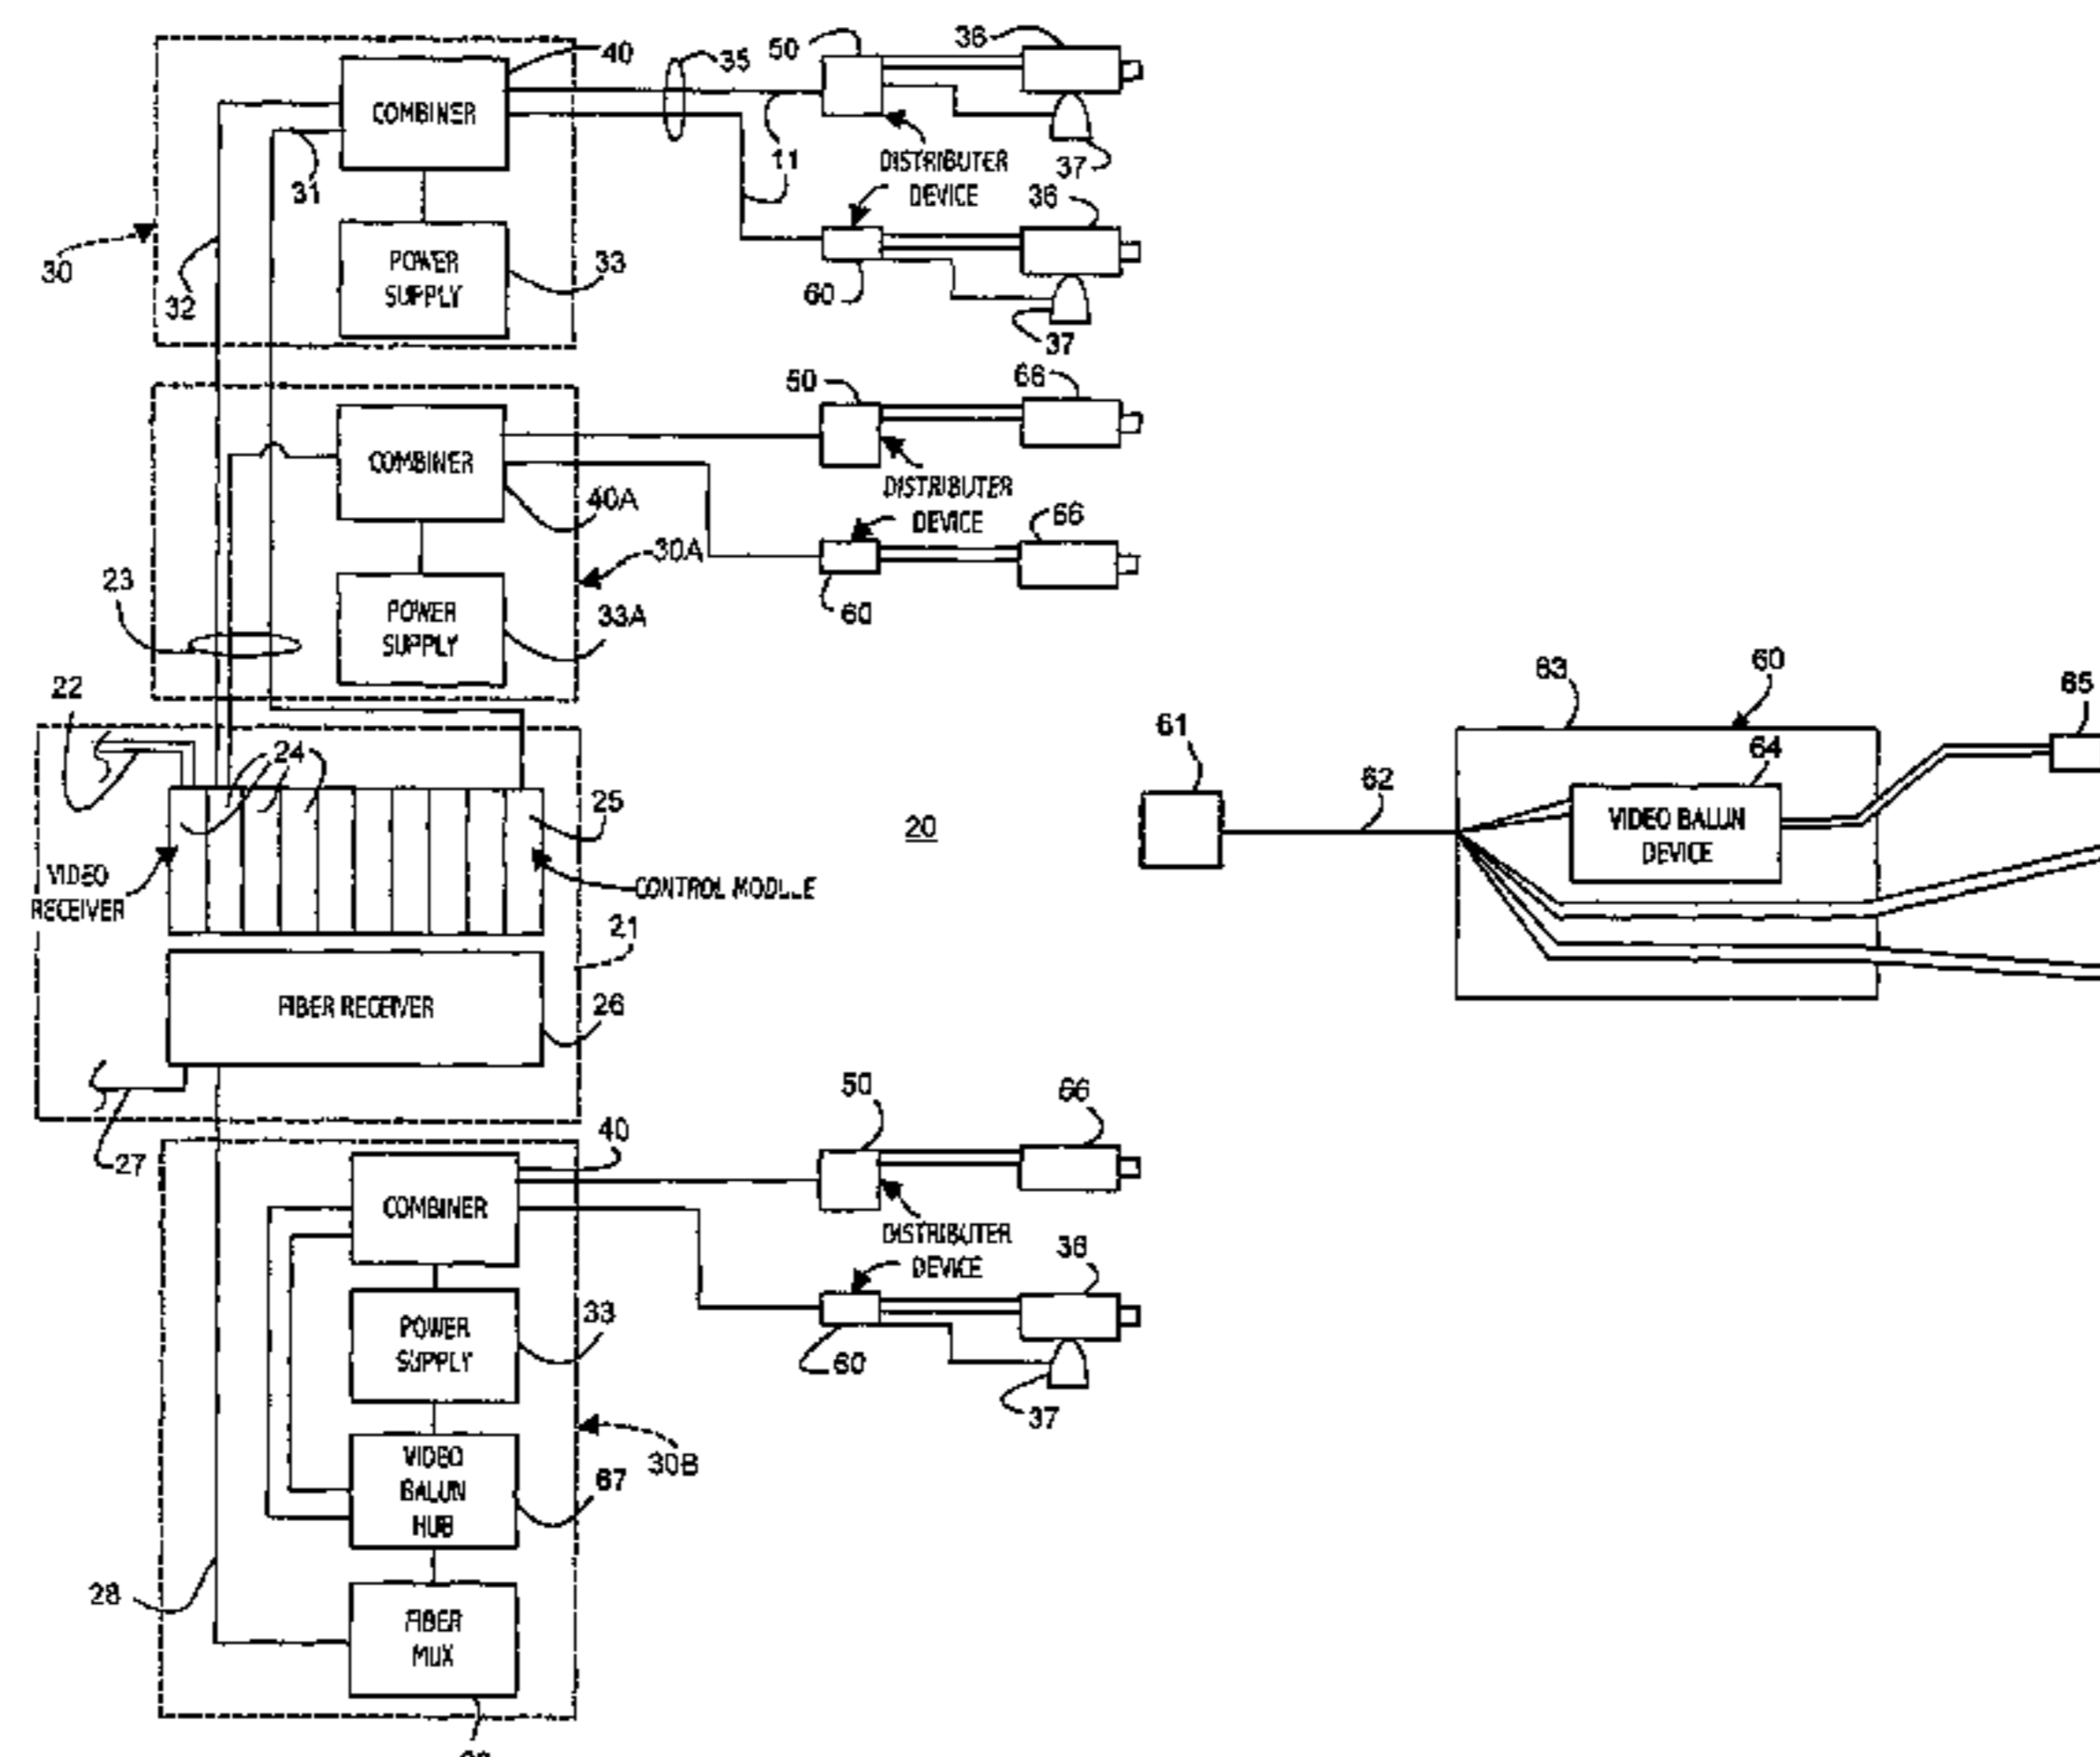 40
35
50
36
COMBINER
11
DISTRIBUTER
DEVICE
37
31
36
30
32
POWER
SUPPLY
33
60
37
50
66
COMBINER
40A
DISTRIBUTER
DEVICE
66
30A
23
POWER
SUPPLY
33A
60
22
24
25
VIDEO
RECEIVER
CONTROL MODULE
21
FIBER RECEIVER
26
27
20
61
62
63
60
64
65
VIDEO BALUN
DEVICE
40
50
66
COMBINER
DISTRIBUTER
DEVICE
36
POWER
SUPPLY
33
60
37
30B
VIDEO
BALUN
HUB
67
28
FIBER
MUX